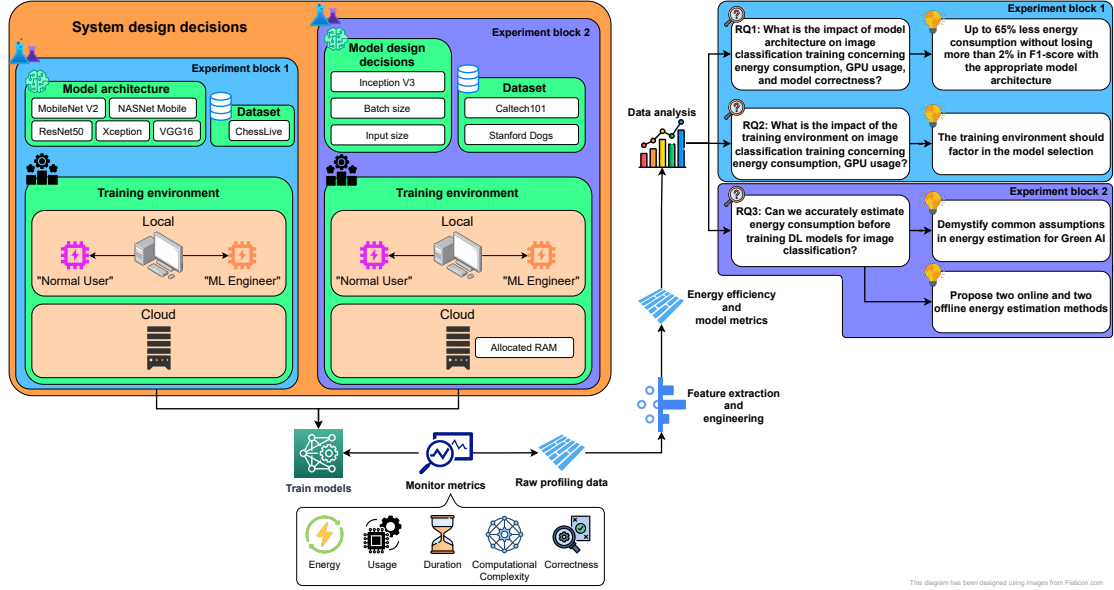 System design decisions
Experiment block 1
Model architecture
MobileNet V2
NASNet Mobile
ResNet50
Xception
VGG16
Dataset
ChessLive
Training environment
Local
"Normal User"
"ML Engineer"
Cloud
Experiment block 2
Model design
decisions
Inception V3
Batch size
Input size
Dataset
Caltech101
Stanford Dogs
Training environment
Local
"Normal User"
"ML Engineer"
Cloud
Allocated RAM
Train models
Monitor metrics
Raw profiling data
Energy
Usage
Duration
Computational
Complexity
Correctness
Feature extraction
and
engineering
Energy efficiency
and
model metrics
Data analysis
Experiment block 1
RQ1: What is the impact of model
architecture on image
classification training concerning
energy consumption, GPU usage,
and model correctness?
Up to 65% less energy
consumption without losing
more than 2% in F1-score with
the appropriate model
architecture
RQ2: What is the impact of the
training environment on image
classification training concerning
energy consumption, GPU usage?
The training environment should
factor in the model selection
Experiment block 2
RQ3: Can we accurately estimate
energy consumption before
training DL models for image
classification?
Demystify common assumptions
in energy estimation for Green AI
Propose two online and two
offline energy estimation methods
This diagram has been designed using images from Flaticon.com